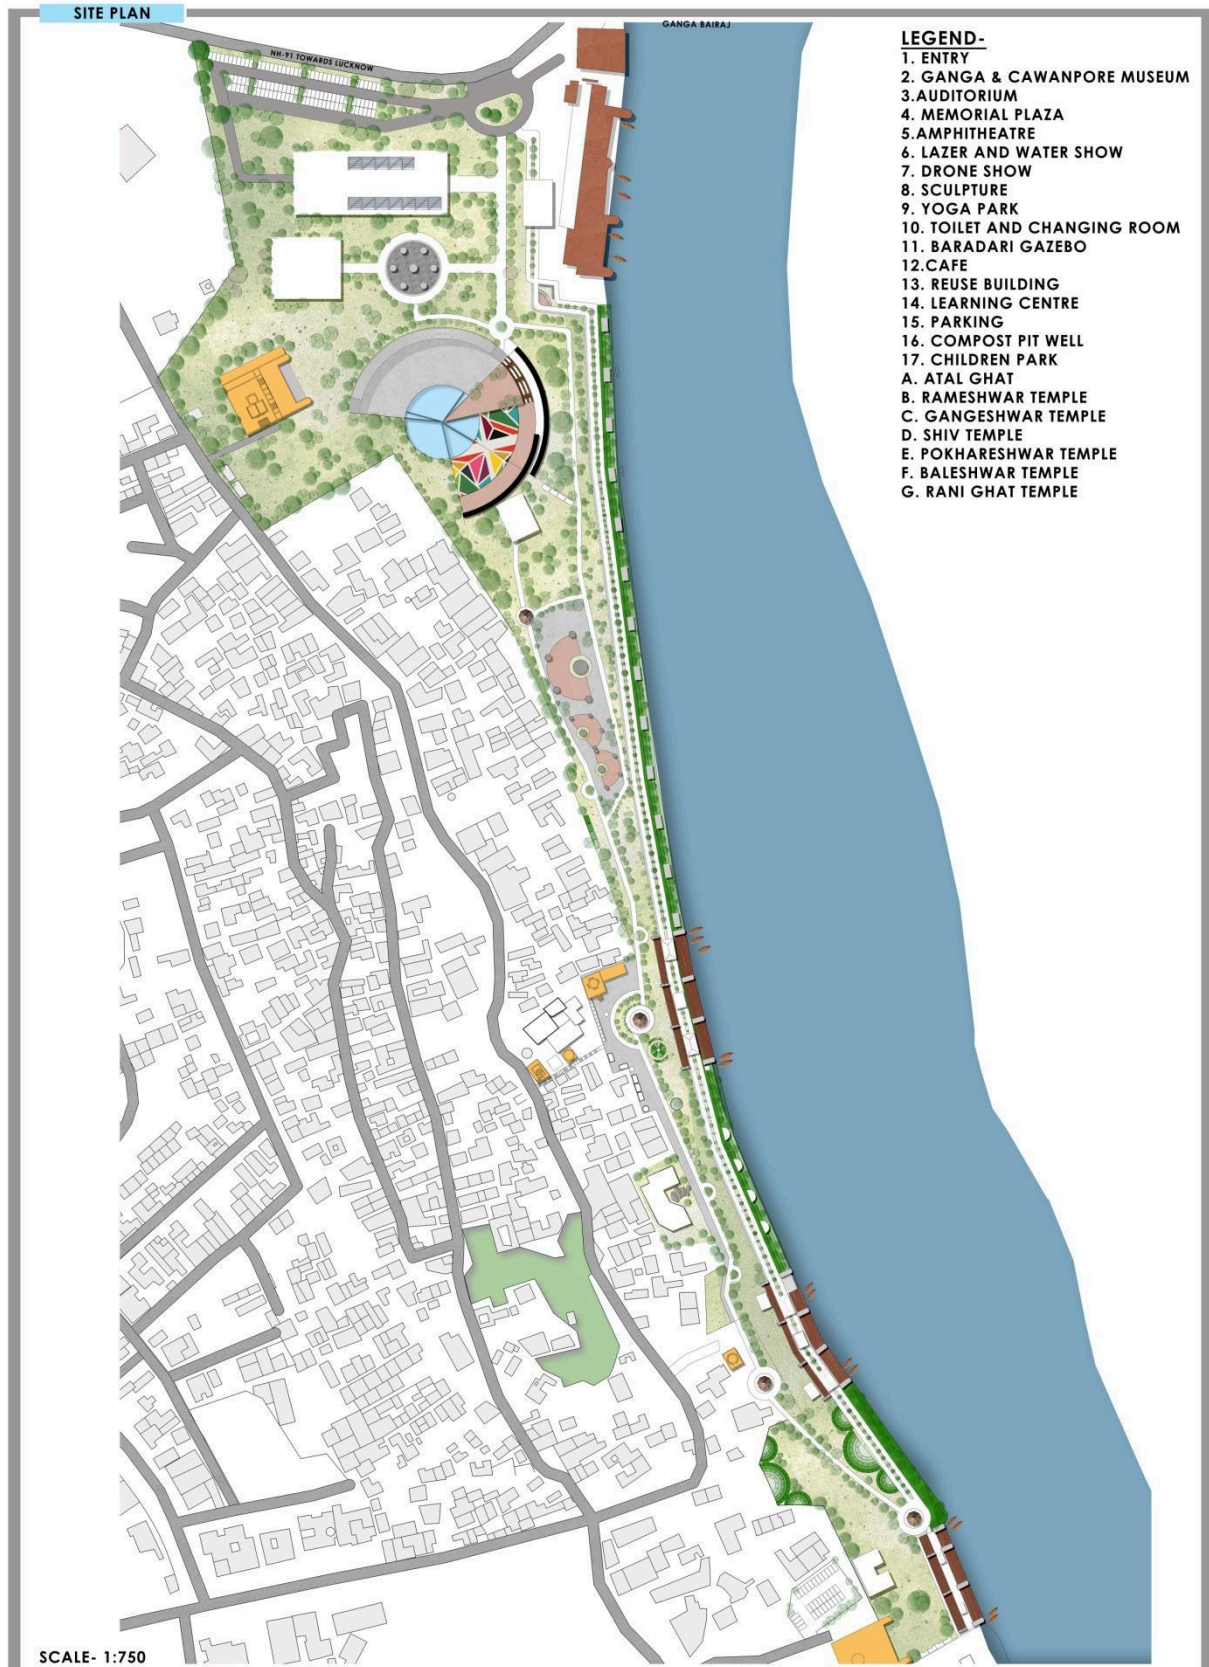 SITE PLAN
GANGA BAIRAJ
NH-91 TOWARDS LUCKNOW
LEGEND-
1. ENTRY
2. GANGA & CAWANPORE MUSEUM
3.AUDITORIUM
4. MEMORIAL PLAZA
5.AMPHITHEATRE
6. LAZER AND WATER SHOW
7. DRONE SHOW
8. SCULPTURE
9. YOGA PARK
10. TOILET AND CHANGING ROOM
11. BARADARI GAZEBO
12.CAFE
13. REUSE BUILDING
14. LEARNING CENTRE
15. PARKING
16. COMPOST PIT WELL
17. CHILDREN PARK
A. ATAL GHAT
B. RAMESHWAR TEMPLE
C. GANGESHWAR TEMPLE
D. SHIV TEMPLE
E. POKHARESHWAR TEMPLE
F. BALESHWAR TEMPLE
G. RANI GHAT TEMPLE
SCALE- 1:750